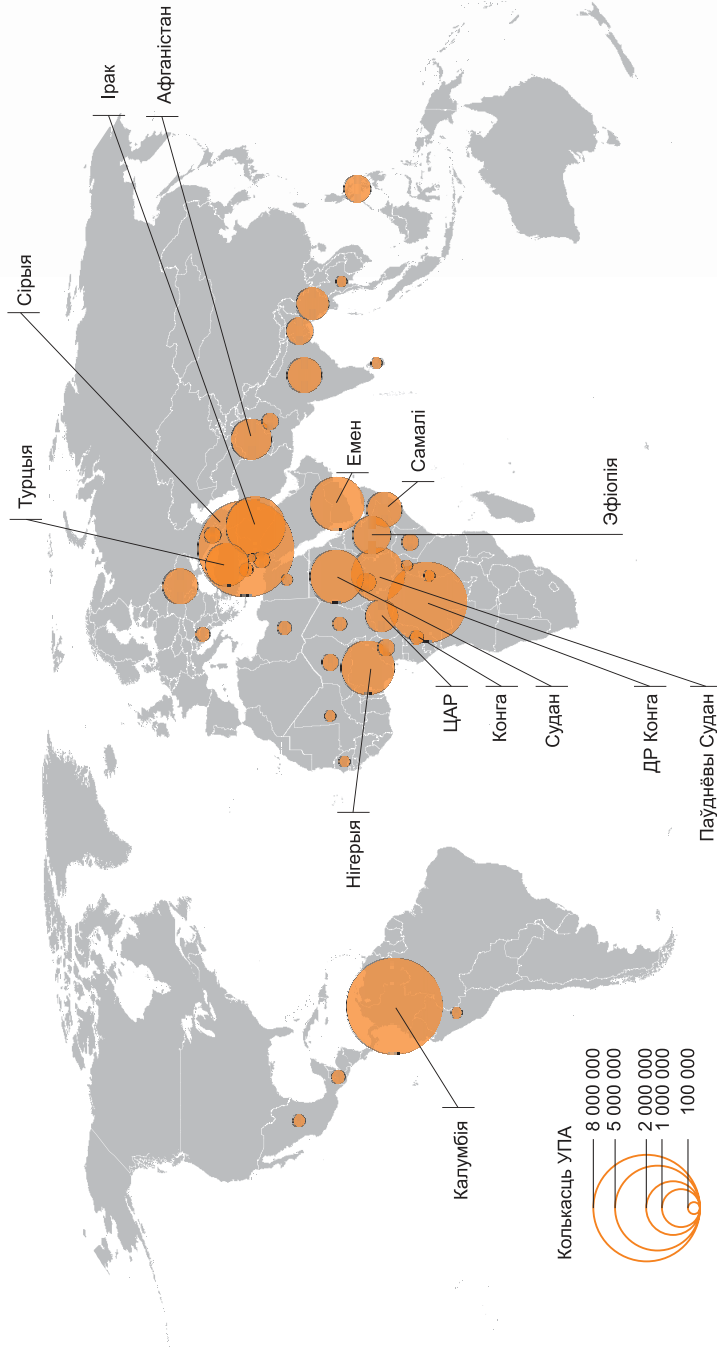 Турцыя
Сірыя
Ірак
Афганістан
Емен
Самалі
Эфіопія
Нігерыя
ЦАР
Конга
Судан
ДР Конга
Паўднёвы Судан
Калумбія
Колькасць УПА
8 000 000
5 000 000
2 000 000
1 000 000
100 000